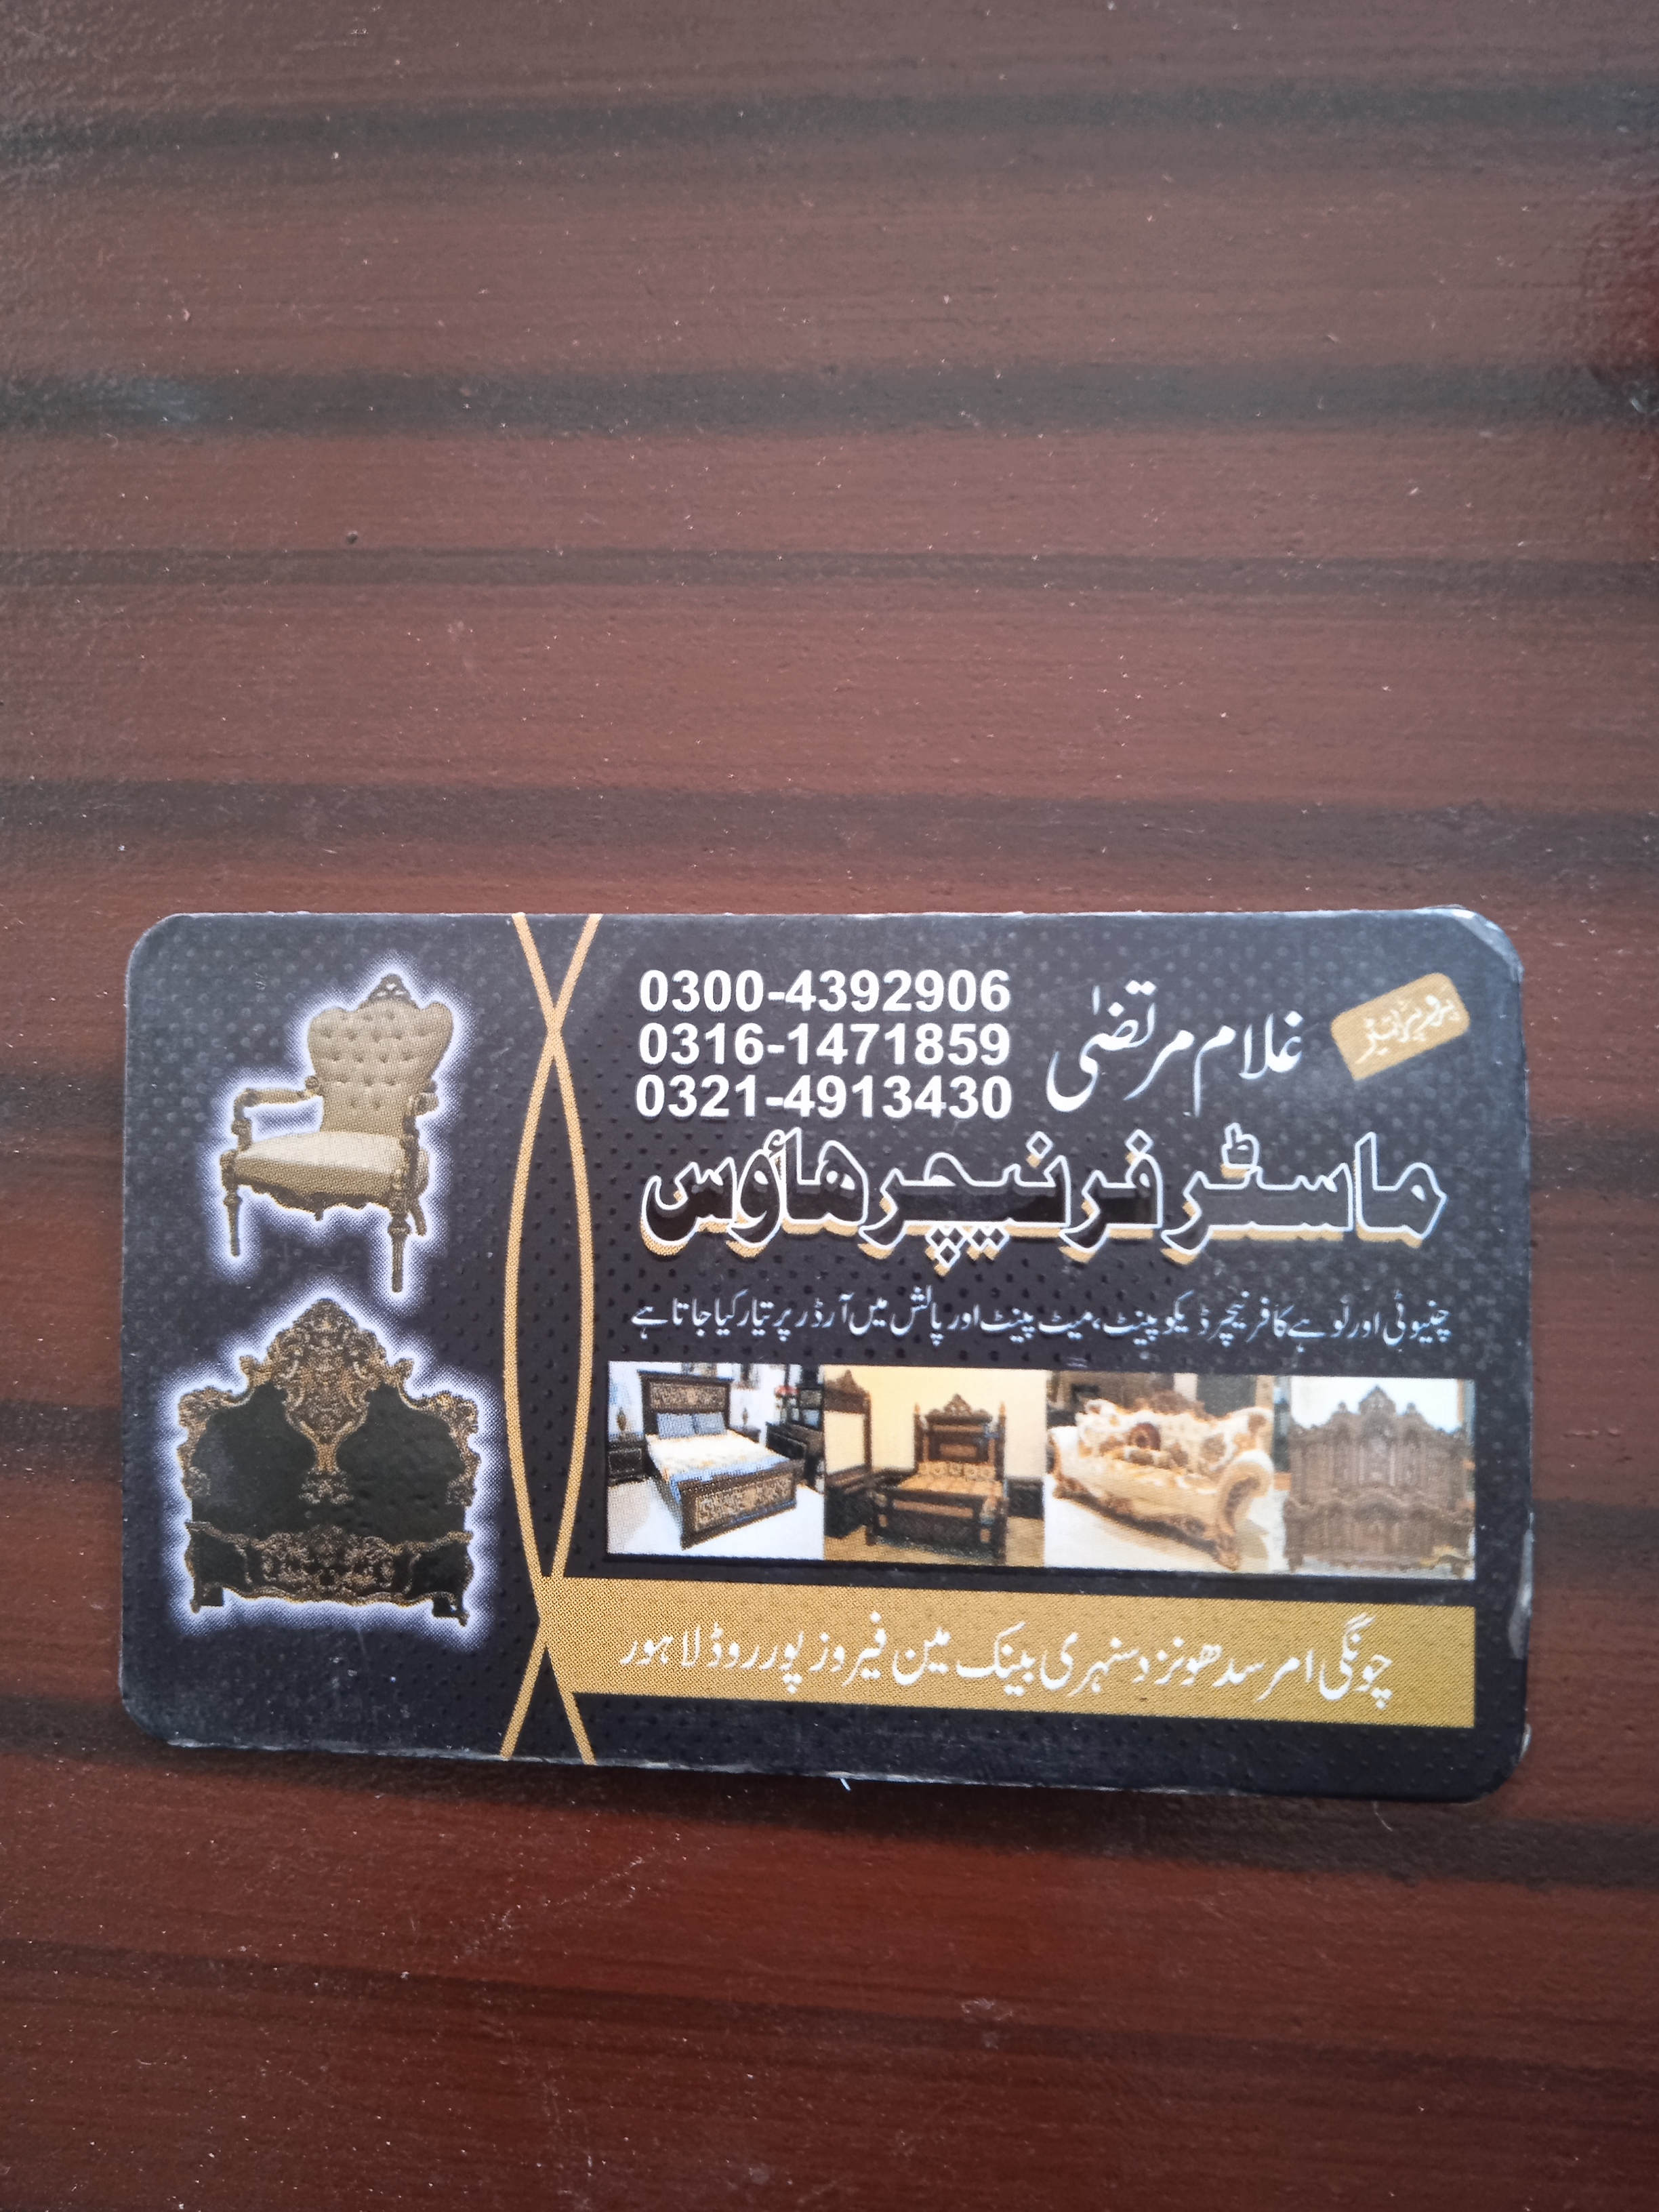 پروپرائیٹر
غلام مرتضیٰ
0300-4392906
0316-1471859
0321-4913430
ماسٹر فرنیچر ھاؤس
چنیوٹی اور لوہے کا فرنیچر ڈیکو پینٹ، میٹ پینٹ اور پالش میں آرڈر پر تیار کیا جاتا ہے
چونگی امر سدھو نزد سنہری بینک مین فیروز پور روڈ لاہور